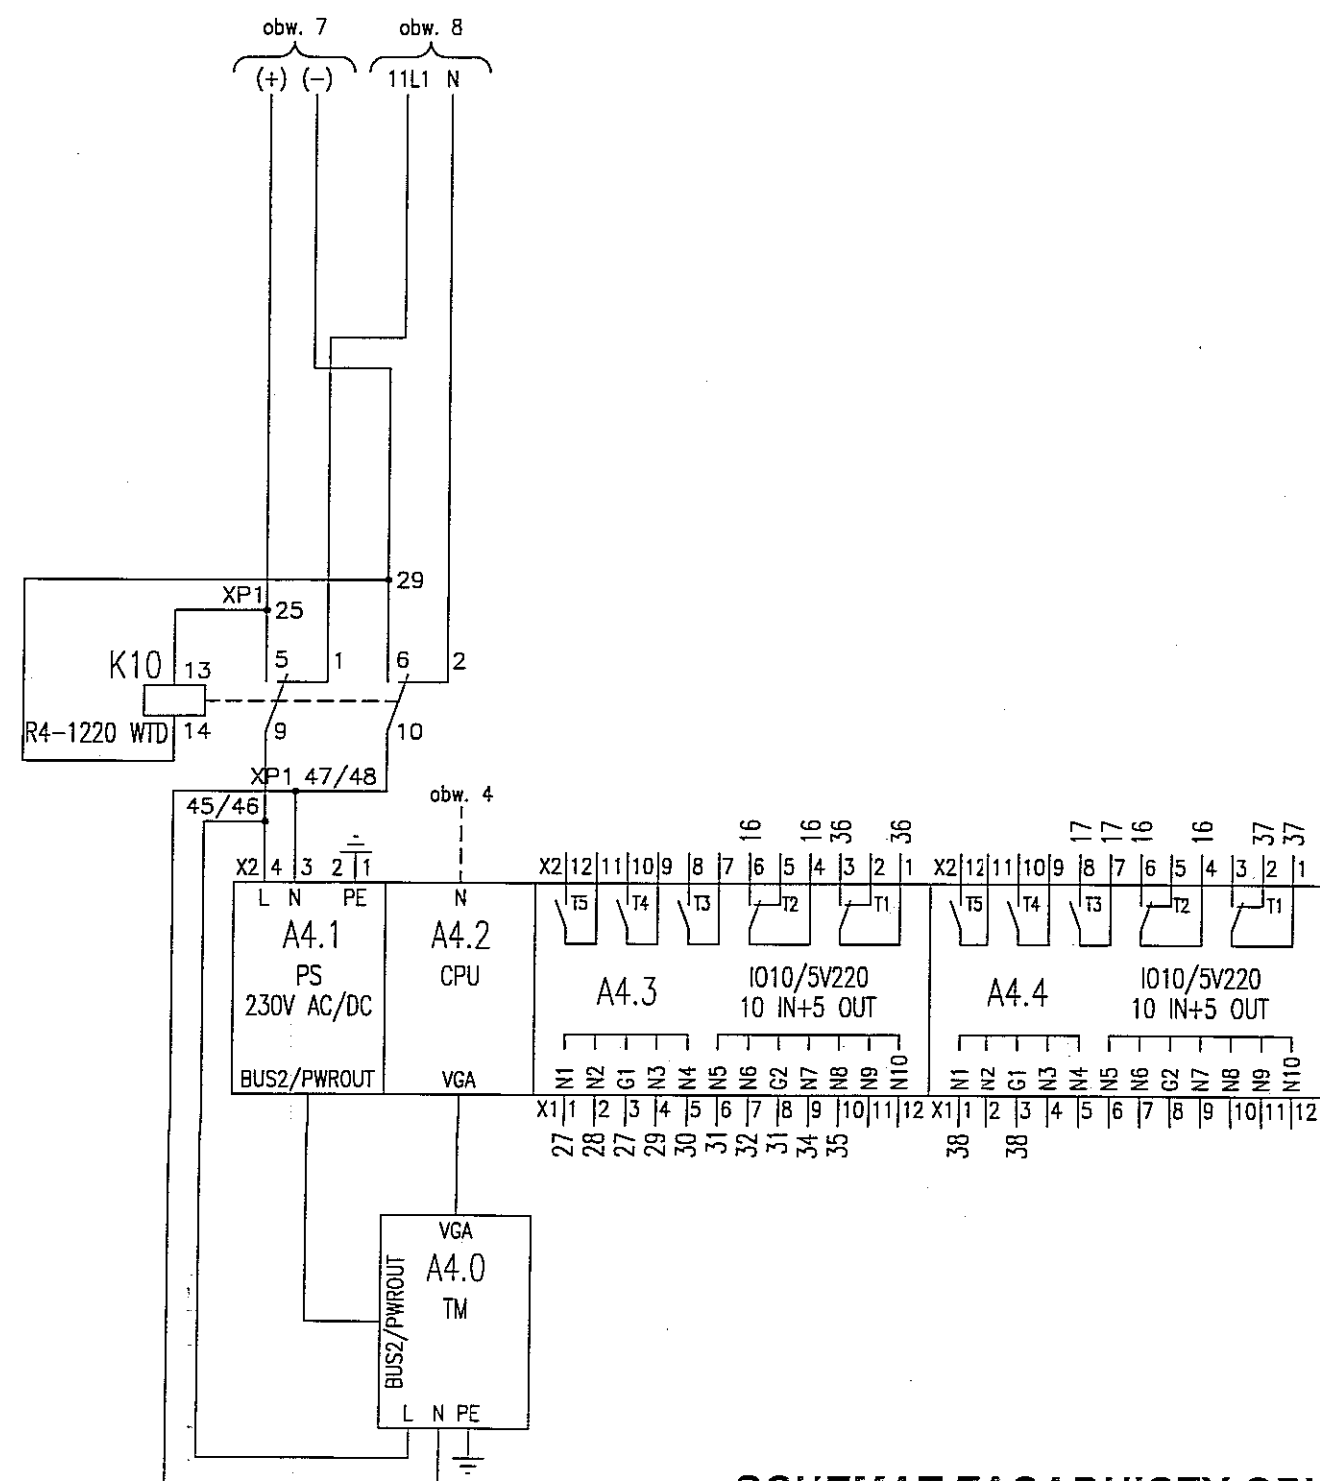 obw. 7 obw. 8
(+) (-) 11L1 N
29
XP1 25
K10 13 5 1 6 2
R4-1220 WTD 14 9 10
XP1 47/48
45/46 obw. 4
16 16 36 36 17 17 16 16 37 37
X2 4 3 2 1 X2 12 11 10 9 8 7 6 5 4 3 2 1 X2 12 11 10 9 8 7 6 5 4 3 2 1
L N PE N T5 T4 T3 T2 T1 T5 T4 T3 T2 T1
A4.1 A4.2
PS CPU A4.3 IO10/5V220 A4.4 IO10/5V220
230V AC/DC 10 IN+5 OUT 10 IN+5 OUT
BUS2/PWROUT VGA N1 N2 G1 N3 N4 N5 N6 G2 N7 N8 N9 N10 N1 N2 G1 N3 N4 N5 N6 G2 N7 N8 N9 N10
X1 1 2 3 4 5 6 7 8 9 10 11 12 X1 1 2 3 4 5 6 7 8 9 10 11 12
27 28 27 29 30 31 32 31 34 35 38 38
VGA
A4.0
TM
BUS2/PWROUT
L N PE